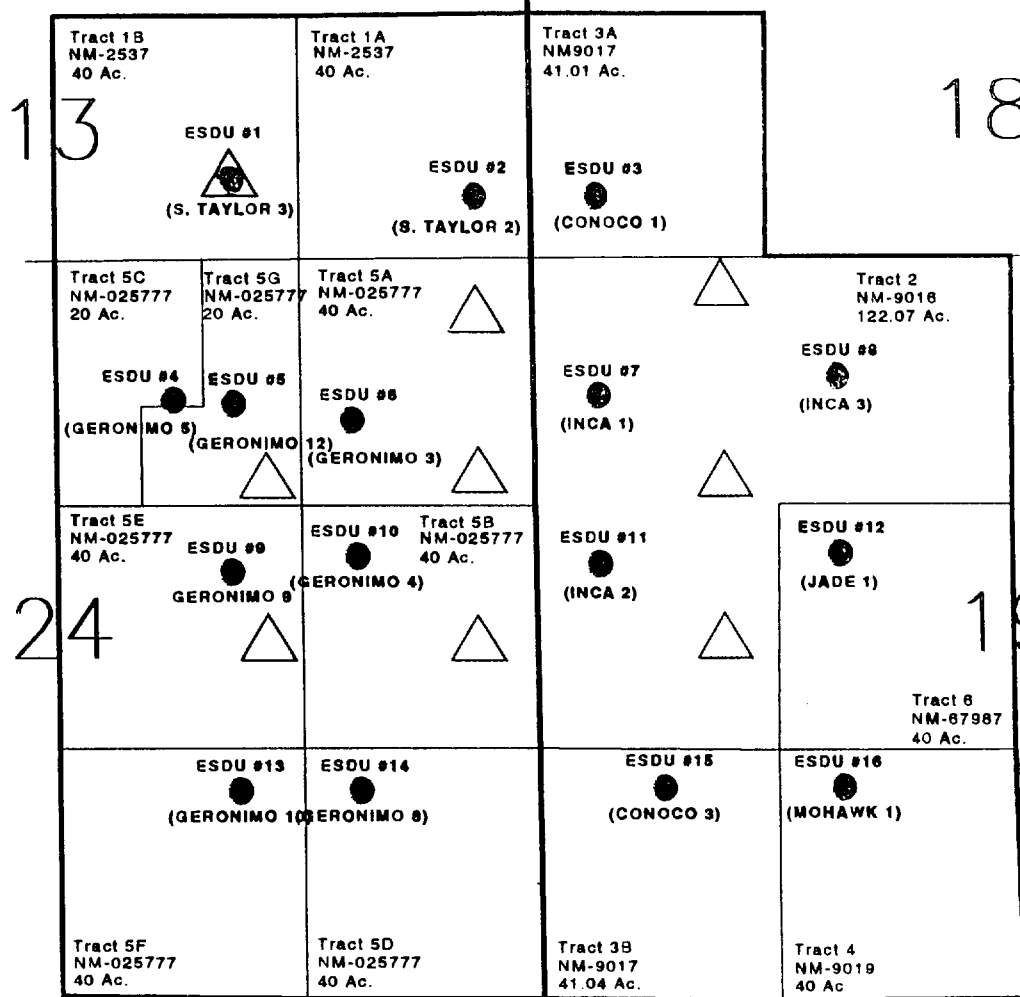 Tract 1B
NM-2537
40 Ac.
Tract 1A
NM-2537
40 Ac.
Tract 3A
NM9017
41.01 Ac.
13
18
ESDU #1
(S. TAYLOR 3)
ESDU #2
(S. TAYLOR 2)
ESDU #3
(CONOCO 1)
Tract 5C
NM-025777
20 Ac.
Tract 5G
NM-025777
20 Ac.
Tract 5A
NM-025777
40 Ac.
Tract 2
NM-9016
122.07 Ac.
ESDU #4
(GERONIMO 5)
ESDU #5
(GERONIMO 12)
ESDU #6
(GERONIMO 3)
ESDU #7
(INCA 1)
ESDU #8
(INCA 3)
Tract 5E
NM-025777
40 Ac.
ESDU #9
GERONIMO 9
ESDU #10
(GERONIMO 4)
Tract 5B
NM-025777
40 Ac.
ESDU #11
(INCA 2)
ESDU #12
(JADE 1)
24
19
Tract 6
NM-67987
40 Ac.
ESDU #13
(GERONIMO 10)
ESDU #14
(GERONIMO 8)
ESDU #15
(CONOCO 3)
ESDU #16
(MOHAWK 1)
Tract 5F
NM-025777
40 Ac.
Tract 5D
NM-025777
40 Ac.
Tract 3B
NM-9017
41.04 Ac.
Tract 4
NM-9019
40 Ac